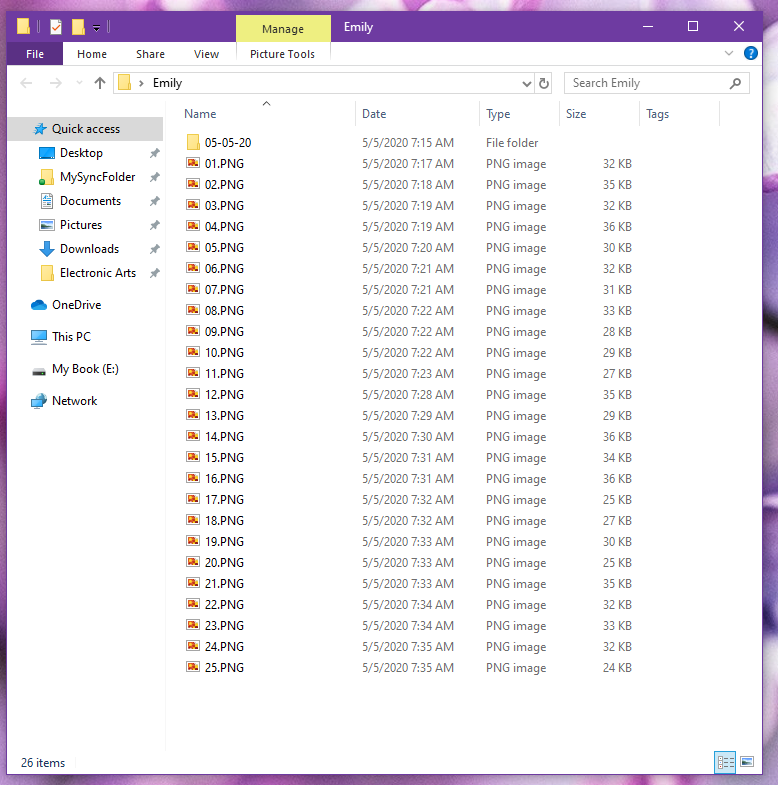 Manage
Emily
File Home Share View Picture Tools
Emily
Search Emily
Name Date Type Size Tags
Quick access
Desktop
MySyncFolder
Documents
Pictures
Downloads
Electronic Arts
OneDrive
This PC
My Book (E:)
Network
05-05-20 5/5/2020 7:15 AM File folder
01.PNG 5/5/2020 7:17 AM PNG image 32 KB
02.PNG 5/5/2020 7:18 AM PNG image 35 KB
03.PNG 5/5/2020 7:19 AM PNG image 32 KB
04.PNG 5/5/2020 7:19 AM PNG image 36 KB
05.PNG 5/5/2020 7:20 AM PNG image 30 KB
06.PNG 5/5/2020 7:21 AM PNG image 32 KB
07.PNG 5/5/2020 7:21 AM PNG image 31 KB
08.PNG 5/5/2020 7:22 AM PNG image 33 KB
09.PNG 5/5/2020 7:22 AM PNG image 28 KB
10.PNG 5/5/2020 7:22 AM PNG image 29 KB
11.PNG 5/5/2020 7:23 AM PNG image 27 KB
12.PNG 5/5/2020 7:28 AM PNG image 35 KB
13.PNG 5/5/2020 7:29 AM PNG image 29 KB
14.PNG 5/5/2020 7:30 AM PNG image 36 KB
15.PNG 5/5/2020 7:31 AM PNG image 34 KB
16.PNG 5/5/2020 7:31 AM PNG image 36 KB
17.PNG 5/5/2020 7:32 AM PNG image 25 KB
18.PNG 5/5/2020 7:32 AM PNG image 27 KB
19.PNG 5/5/2020 7:33 AM PNG image 30 KB
20.PNG 5/5/2020 7:33 AM PNG image 25 KB
21.PNG 5/5/2020 7:33 AM PNG image 35 KB
22.PNG 5/5/2020 7:34 AM PNG image 32 KB
23.PNG 5/5/2020 7:34 AM PNG image 33 KB
24.PNG 5/5/2020 7:35 AM PNG image 32 KB
25.PNG 5/5/2020 7:35 AM PNG image 24 KB
26 items